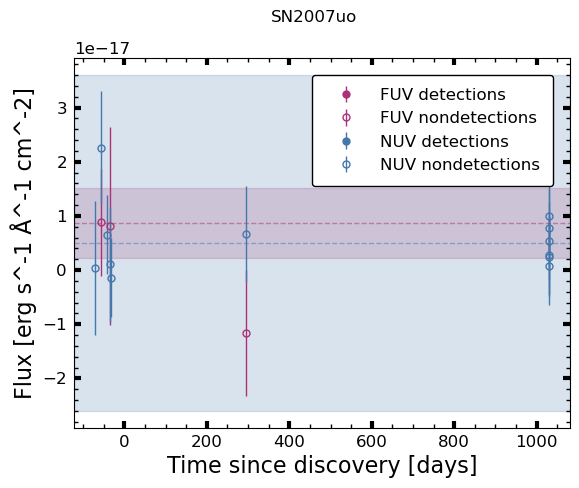 SN2007uo
1e−17
FUV detections
FUV nondetections
NUV detections
NUV nondetections
3
2
1
0
−1
−2
Flux [erg s^-1 Å^-1 cm^-2]
0 200 400 600 800 1000
Time since discovery [days]